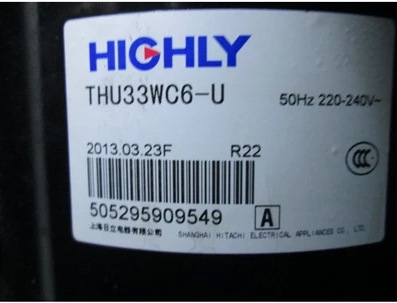 HIGHLY
THU33WC6-U 50Hz 220-240V~
2013.03.23F R22
CCC
505295909549 A
上海日立电器有限公司 SHANGHAI HITACHI ELECTRICAL APPLIANCES CO., LTD.